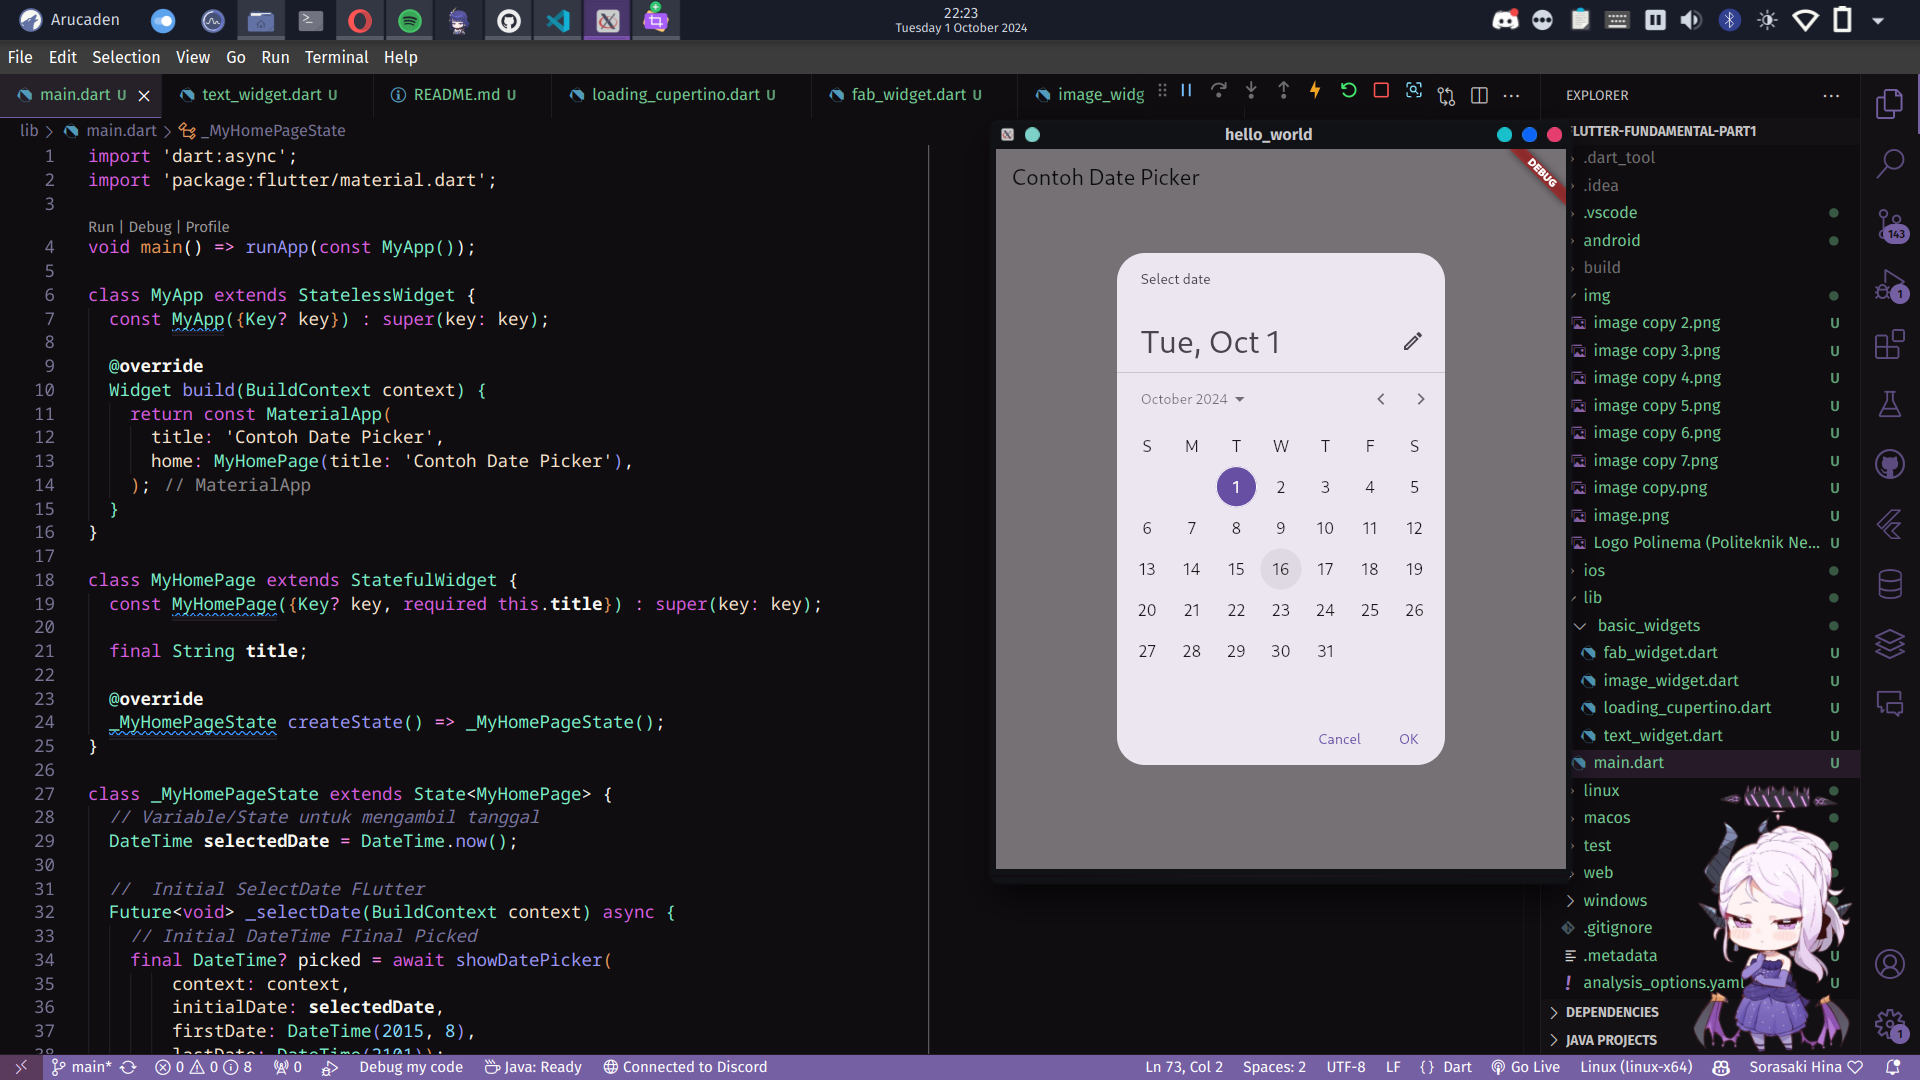 Arucaden
22:23
Tuesday 1 October 2024
File Edit Selection View Go Run Terminal Help
main.dart U
text_widget.dart U
README.md U
loading_cupertino.dart U
fab_widget.dart U
image_widg
lib > main.dart > _MyHomePageState
1 import 'dart:async';
2 import 'package:flutter/material.dart';
3
Run | Debug | Profile
4 void main() => runApp(const MyApp());
5
6 class MyApp extends StatelessWidget {
7 const MyApp({Key? key}) : super(key: key);
8
9 @override
10 Widget build(BuildContext context) {
11 return const MaterialApp(
12 title: 'Contoh Date Picker',
13 home: MyHomePage(title: 'Contoh Date Picker'),
14 ); // MaterialApp
15 }
16 }
17
18 class MyHomePage extends StatefulWidget {
19 const MyHomePage({Key? key, required this.title}) : super(key: key);
20
21 final String title;
22
23 @override
24 _MyHomePageState createState() => _MyHomePageState();
25 }
26
27 class _MyHomePageState extends State<MyHomePage> {
28 // Variable/State untuk mengambil tanggal
29 DateTime selectedDate = DateTime.now();
30
31 //  Initial SelectDate FLutter
32 Future<void> _selectDate(BuildContext context) async {
33 // Initial DateTime FIinal Picked
34 final DateTime? picked = await showDatePicker(
35 context: context,
36 initialDate: selectedDate,
37 firstDate: DateTime(2015, 8),
38 lastDate: DateTime(2101));
hello_world
Contoh Date Picker
DEBUG
Select date
Tue, Oct 1
October 2024
S M T W T F S
1 2 3 4 5
6 7 8 9 10 11 12
13 14 15 16 17 18 19
20 21 22 23 24 25 26
27 28 29 30 31
Cancel OK
EXPLORER
LUTTER-FUNDAMENTAL-PART1
.dart_tool
.idea
.vscode
android
build
img
image copy 2.png U
image copy 3.png U
image copy 4.png U
image copy 5.png U
image copy 6.png U
image copy 7.png U
image copy.png U
image.png U
Logo Polinema (Politeknik Ne... U
ios
lib
basic_widgets
fab_widget.dart U
image_widget.dart U
loading_cupertino.dart U
text_widget.dart U
main.dart U
linux
macos
test
web
windows
.gitignore
.metadata U
analysis_options.yaml U
DEPENDENCIES
JAVA PROJECTS
143
1
1
main* 0 0 8 0 Debug my code Java: Ready Connected to Discord
Ln 73, Col 2 Spaces: 2 UTF-8 LF {} Dart Go Live Linux (linux-x64) Sorasaki Hina